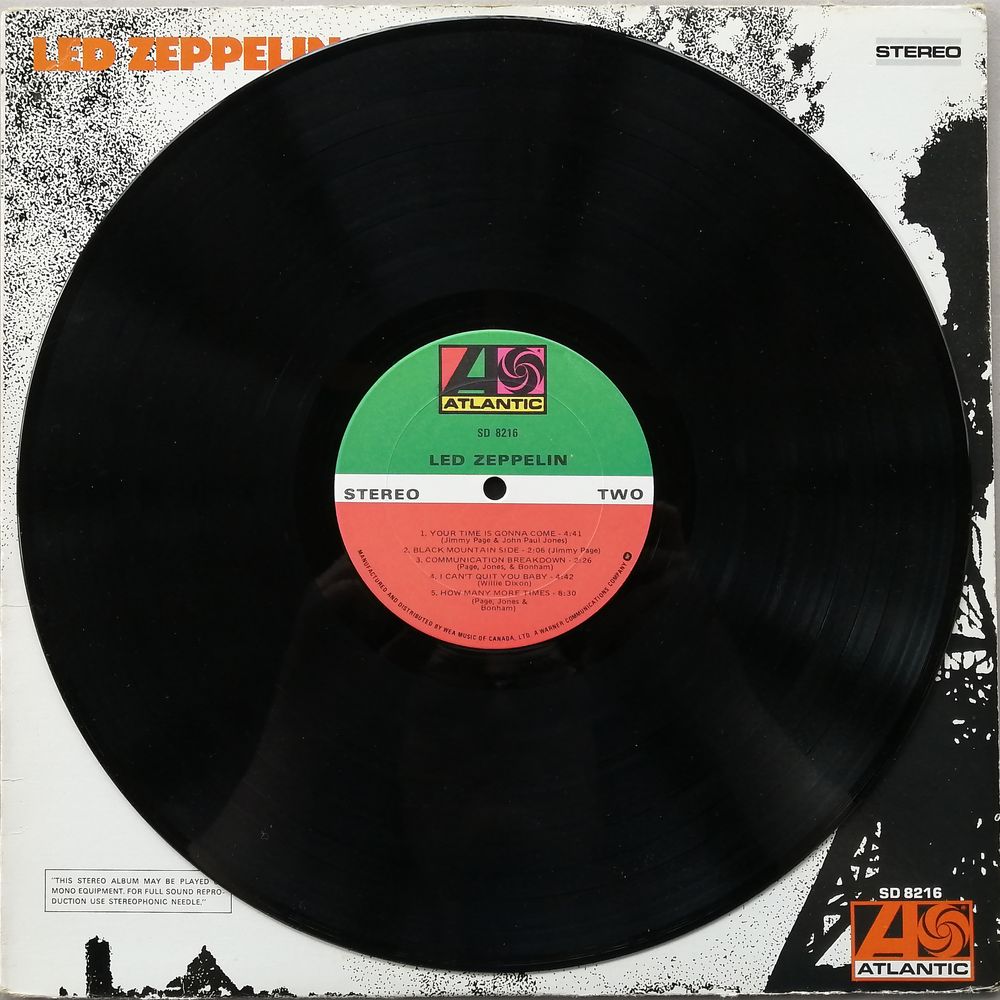 LED ZEPPELIN
STEREO
ATLANTIC
SD 8216
LED ZEPPELIN
STEREO TWO
1. YOUR TIME IS GONNA COME - 4:41
(Jimmy Page & John Paul Jones)
2. BLACK MOUNTAIN SIDE - 2:06 (Jimmy Page)
3. COMMUNICATION BREAKDOWN - 2:26
(Page, Jones, & Bonham)
4. I CAN'T QUIT YOU BABY - 4:42
(Willie Dixon)
5. HOW MANY MORE TIMES - 8:30
(Page, Jones &
Bonham)
MANUFACTURED AND DISTRIBUTED BY WEA MUSIC OF CANADA, LTD. A WARNER COMMUNICATIONS COMPANY
"THIS STEREO ALBUM MAY BE PLAYED
MONO EQUIPMENT. FOR FULL SOUND REPRO-
DUCTION USE STEREOPHONIC NEEDLE."
SD 8216
ATLANTIC